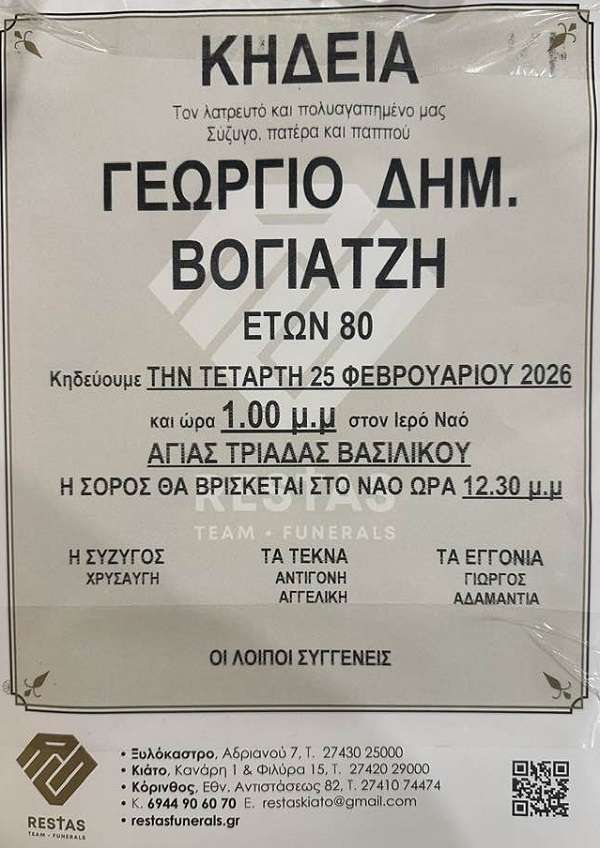 ΚΗΔΕΙΑ
Τον λατρευτό και πολυαγαπημένο μας
Σύζυγο, πατέρα και παππού
ΓΕΩΡΓΙΟ ΔΗΜ.
ΒΟΓΙΑΤΖΗ
ΕΤΩΝ 80
Κηδεύουμε ΤΗΝ ΤΕΤΑΡΤΗ 25 ΦΕΒΡΟΥΑΡΙΟΥ 2026
και ώρα 1.00 μ.μ στον Ιερό Ναό
ΑΓΙΑΣ ΤΡΙΑΔΑΣ ΒΑΣΙΛΙΚΟΥ
Η ΣΟΡΟΣ ΘΑ ΒΡΙΣΚΕΤΑΙ ΣΤΟ ΝΑΟ ΩΡΑ 12.30 μ.μ
RESTAS
TEAM • FUNERALS
Η ΣΥΖΥΓΟΣ
ΧΡΥΣΑΥΓΗ
ΤΑ ΤΕΚΝΑ
ΑΝΤΙΓΟΝΗ
ΑΓΓΕΛΙΚΗ
ΤΑ ΕΓΓΟΝΙΑ
ΓΙΩΡΓΟΣ
ΑΔΑΜΑΝΤΙΑ
ΟΙ ΛΟΙΠΟΙ ΣΥΓΓΕΝΕΙΣ
RESTAS
TEAM • FUNERALS
• Ξυλόκαστρο, Αδριανού 7, Τ. 27430 25000
• Κιάτο, Κανάρη 1 & Φιλύρα 15, Τ. 27420 29000
• Κόρινθος, Εθν. Αντιστάσεως 82, Τ. 27410 74474
• Κ. 6944 90 60 70 E. restaskiato@gmail.com
• restasfunerals.gr